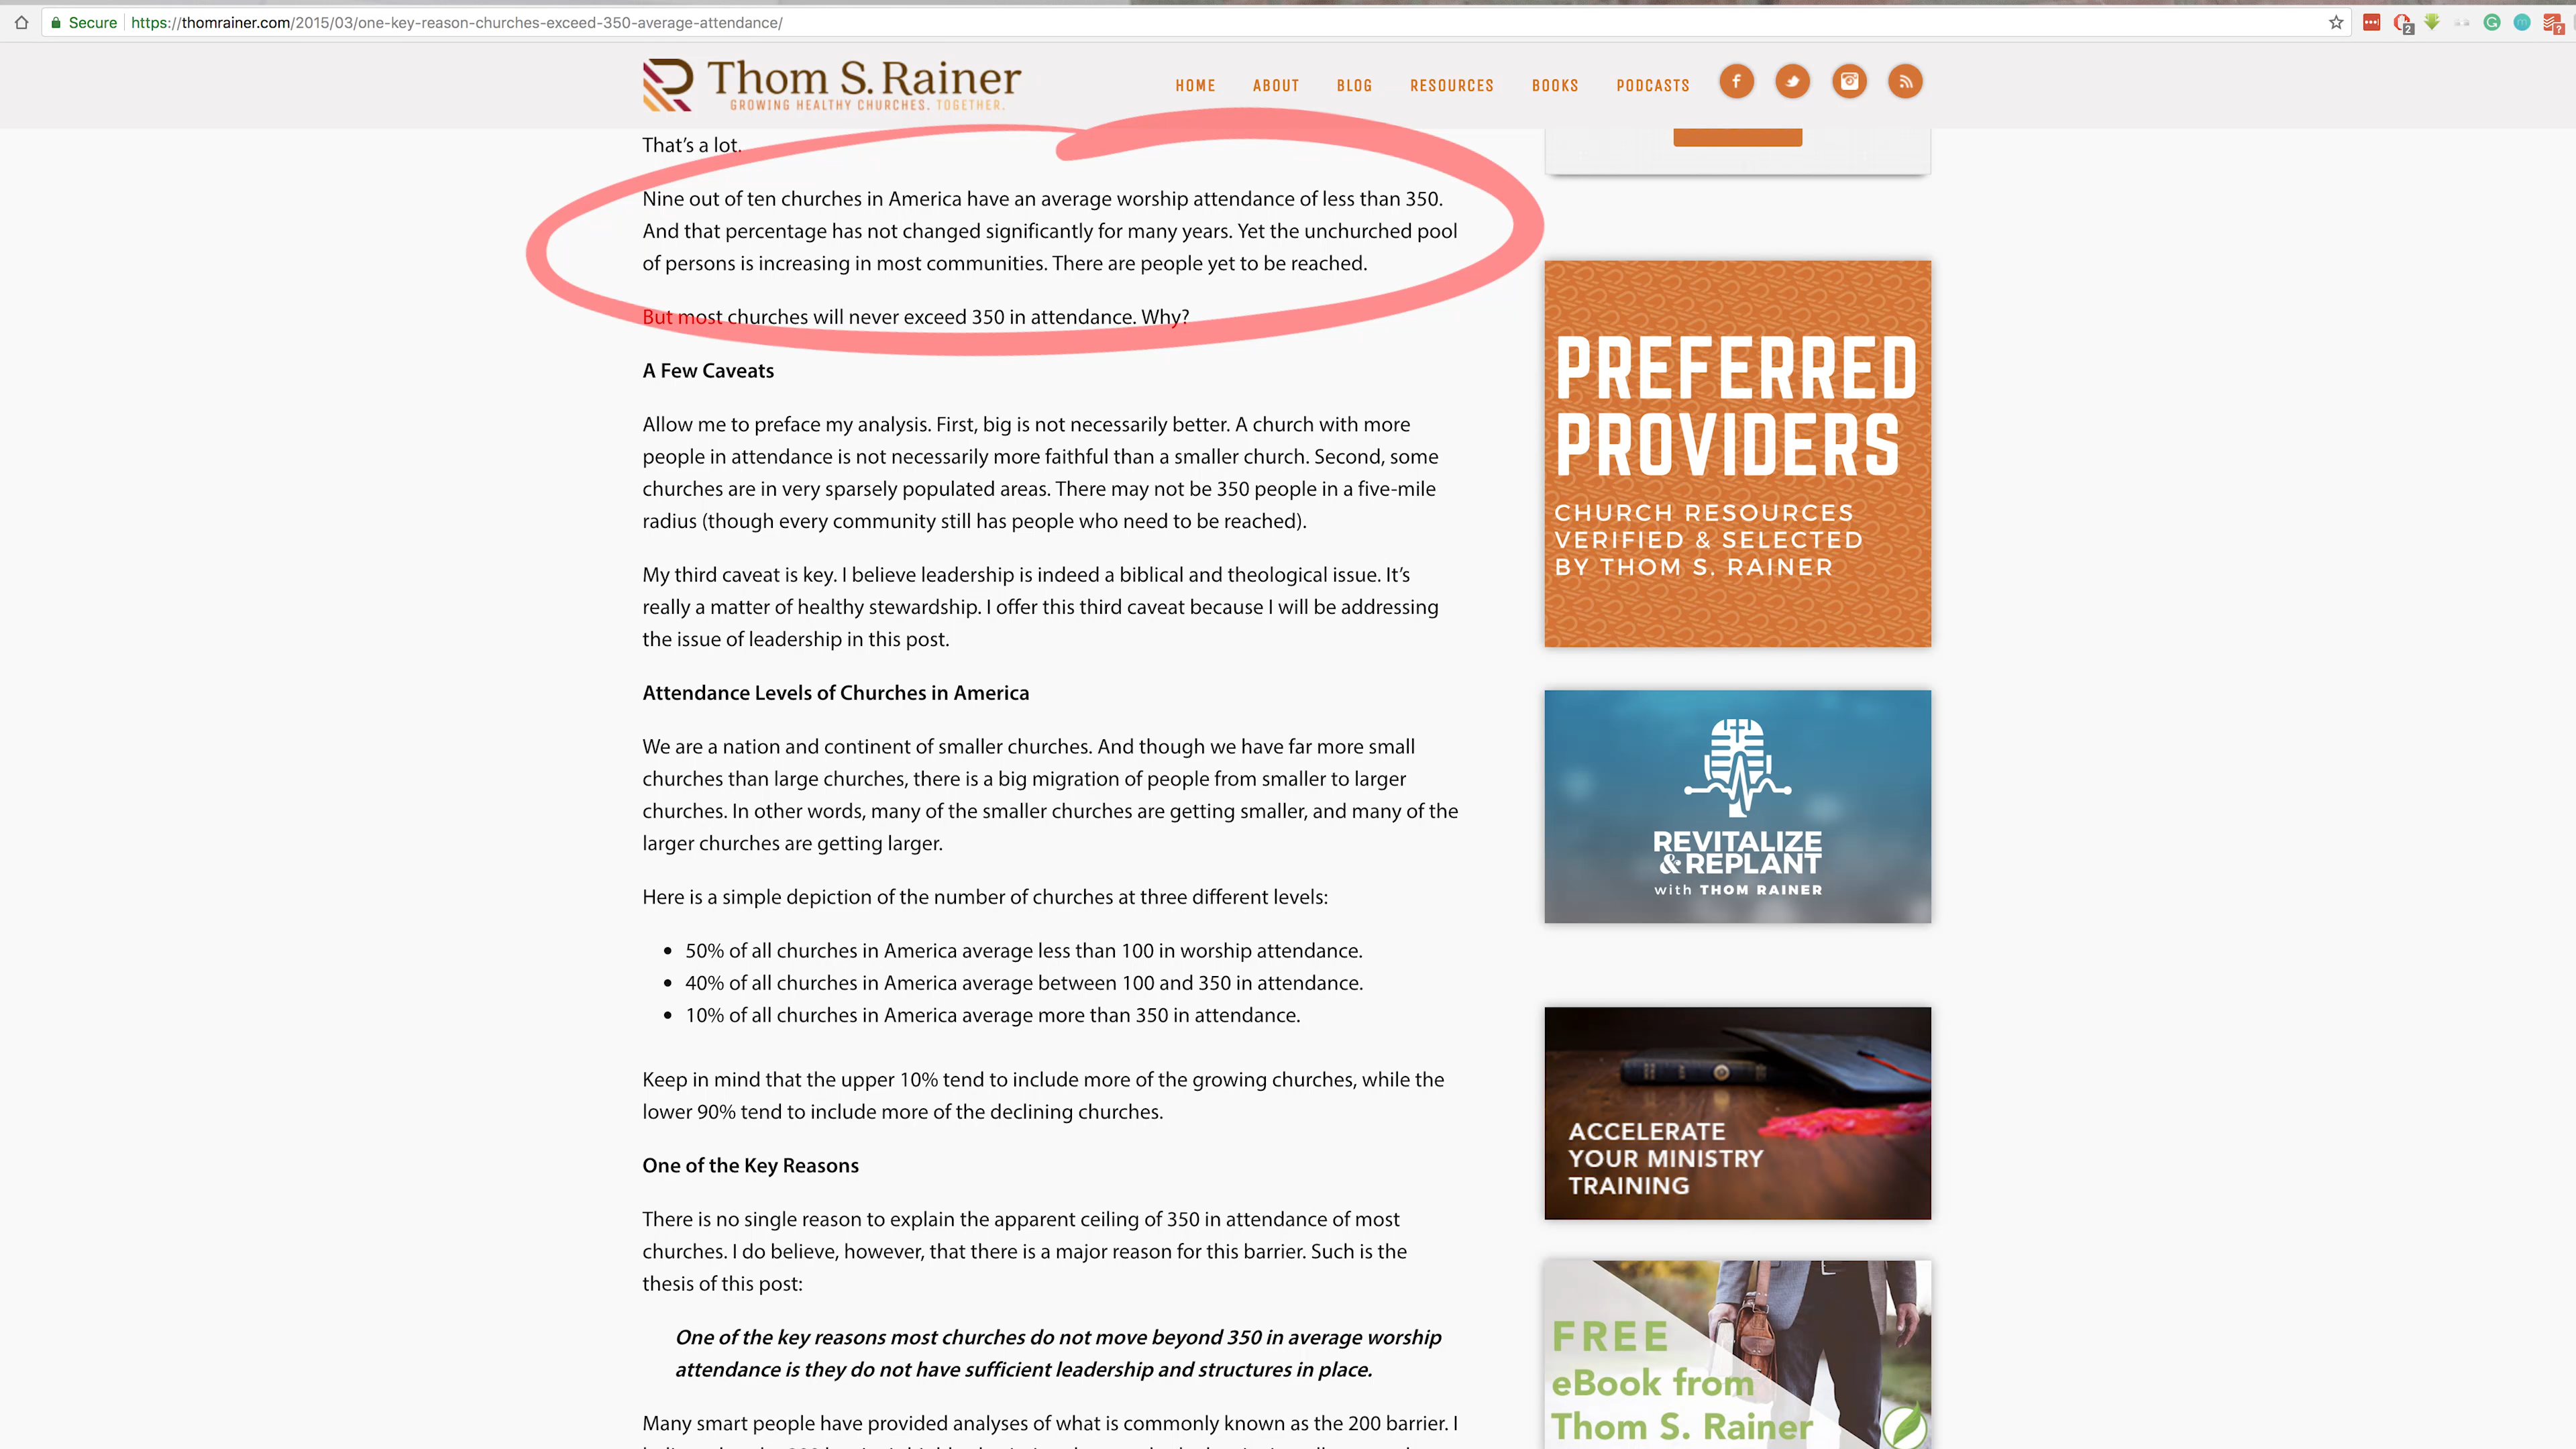 Secure https://thomrainer.com/2015/03/one-key-reason-churches-exceed-350-average-attendance/
2
?
Thom S. Rainer
GROWING HEALTHY CHURCHES. TOGETHER.
HOME ABOUT BLOG RESOURCES BOOKS PODCASTS
That's a lot.
Nine out of ten churches in America have an average worship attendance of less than 350.
And that percentage has not changed significantly for many years. Yet the unchurched pool
of persons is increasing in most communities. There are people yet to be reached.
But most churches will never exceed 350 in attendance. Why?
A Few Caveats
Allow me to preface my analysis. First, big is not necessarily better. A church with more
people in attendance is not necessarily more faithful than a smaller church. Second, some
churches are in very sparsely populated areas. There may not be 350 people in a five-mile
radius (though every community still has people who need to be reached).
My third caveat is key. I believe leadership is indeed a biblical and theological issue. It's
really a matter of healthy stewardship. I offer this third caveat because I will be addressing
the issue of leadership in this post.
Attendance Levels of Churches in America
We are a nation and continent of smaller churches. And though we have far more small
churches than large churches, there is a big migration of people from smaller to larger
churches. In other words, many of the smaller churches are getting smaller, and many of the
larger churches are getting larger.
Here is a simple depiction of the number of churches at three different levels:
• 50% of all churches in America average less than 100 in worship attendance.
• 40% of all churches in America average between 100 and 350 in attendance.
• 10% of all churches in America average more than 350 in attendance.
Keep in mind that the upper 10% tend to include more of the growing churches, while the
lower 90% tend to include more of the declining churches.
One of the Key Reasons
There is no single reason to explain the apparent ceiling of 350 in attendance of most
churches. I do believe, however, that there is a major reason for this barrier. Such is the
thesis of this post:
One of the key reasons most churches do not move beyond 350 in average worship
attendance is they do not have sufficient leadership and structures in place.
Many smart people have provided analyses of what is commonly known as the 200 barrier. I
PREFERRED
PROVIDERS
CHURCH RESOURCES
VERIFIED & SELECTED
BY THOM S. RAINER
REVITALIZE
& REPLANT
with THOM RAINER
ACCELERATE
YOUR MINISTRY
TRAINING
FREE
eBook from
Thom S. Rainer